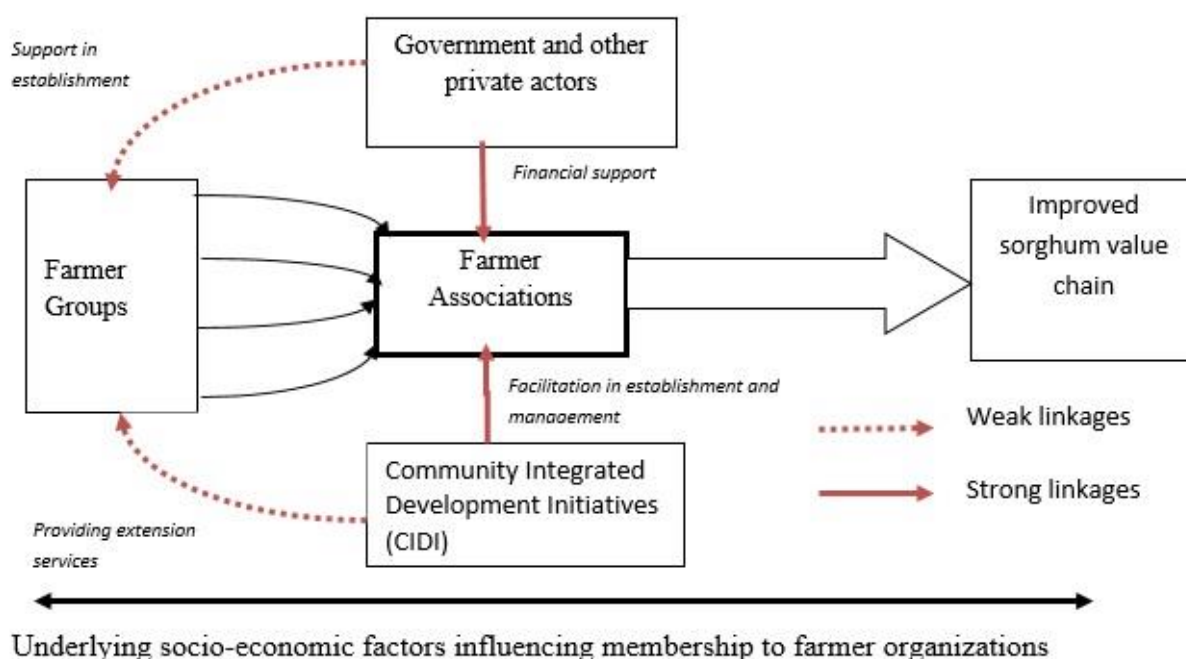 Support in
establishment
Government and other
private actors
Financial support
Farmer
Groups
Farmer
Associations
Improved
sorghum value
chain
Facilitation in establishment and
manaoement
Community Integrated
Development Initiatives
(CIDI)
Providing extension
services
Weak linkages
Strong linkages
Underlying socio-economic factors influencing membership to farmer organizations